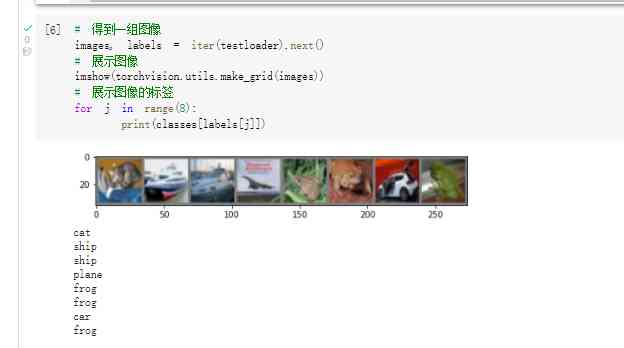 [6] # 得到一组图像
images, labels = iter(testloader).next()
# 展示图像
imshow(torchvision.utils.make_grid(images))
# 展示图像的标签
for j in range(8):
print(classes[labels[j]])
0
20
0 50 100 150 200 250
cat
ship
ship
plane
frog
frog
car
frog